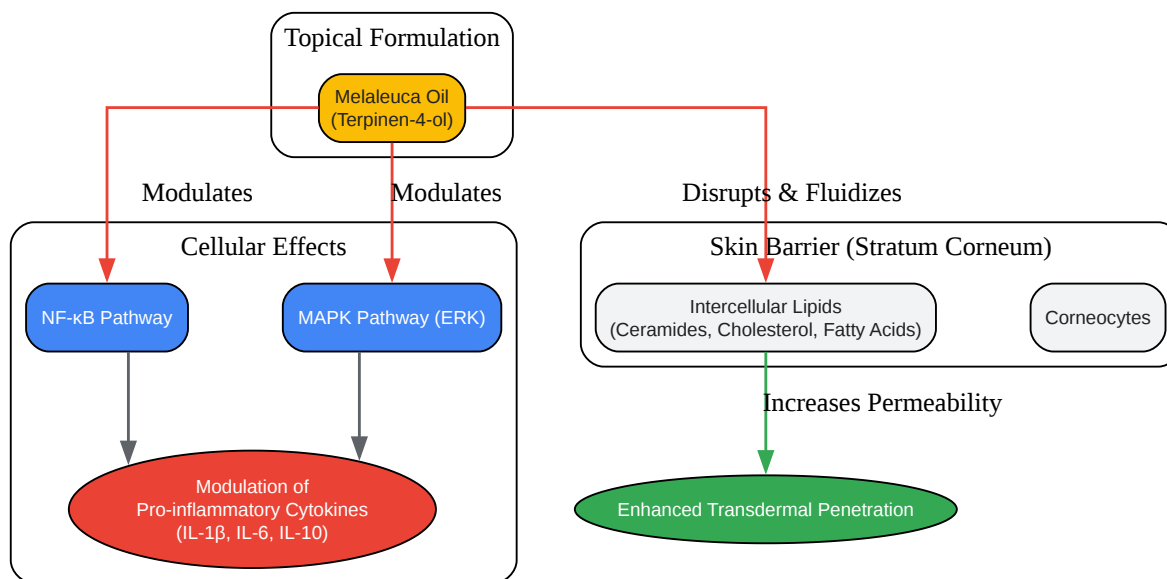 Topical Formulation
Melaleuca Oil
(Terpinen-4-ol)
Modulates
Modulates
Disrupts & Fluidizes
Cellular Effects
Skin Barrier (Stratum Corneum)
NF-κB Pathway
MAPK Pathway (ERK)
Intercellular Lipids
(Ceramides, Cholesterol, Fatty Acids)
Corneocytes
Increases Permeability
Modulation of
Pro-inflammatory Cytokines
(IL-1β, IL-6, IL-10)
Enhanced Transdermal Penetration